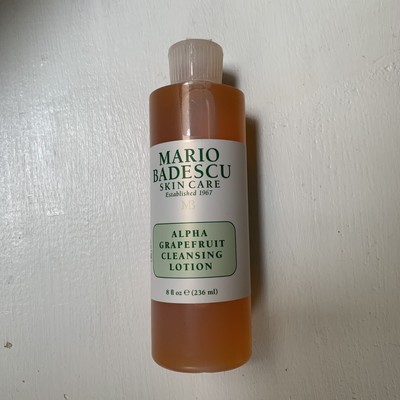 MARIO
BADESCU
SKIN CARE
Established 1967
ALPHA
GRAPEFRUIT
CLEANSING
LOTION
8 fl oz ℮ (236 ml)